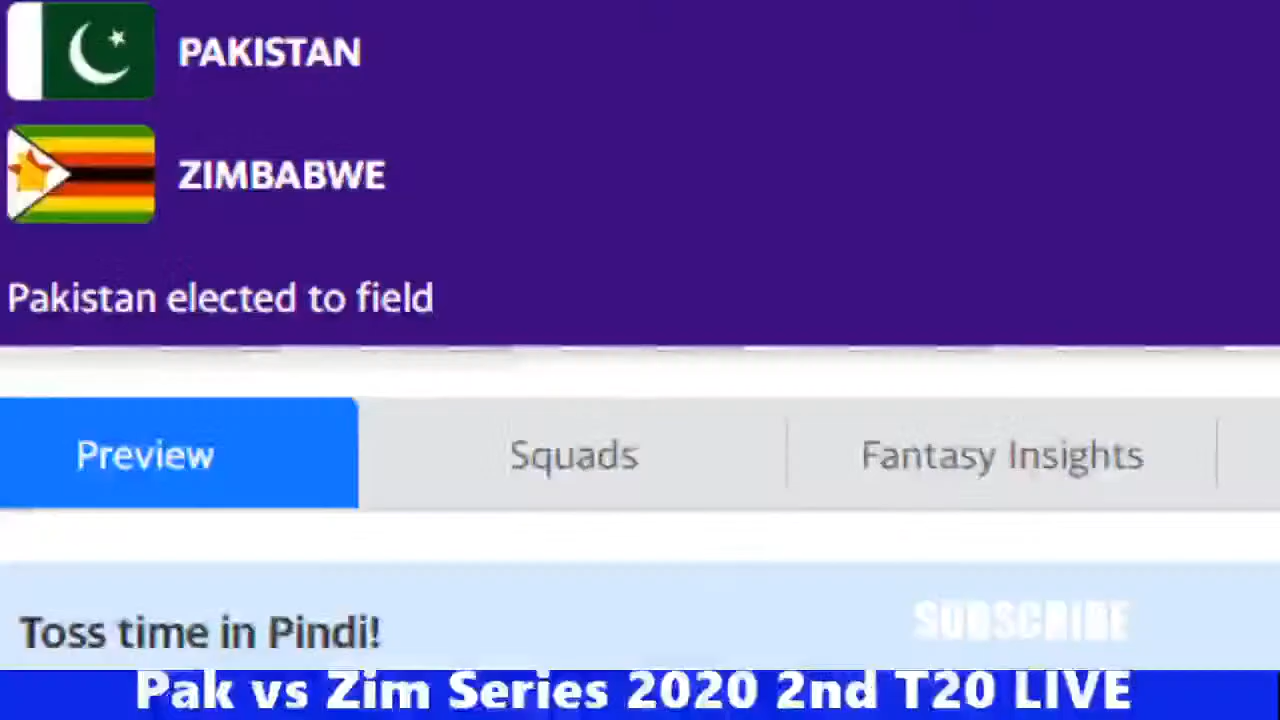 PAKISTAN
ZIMBABWE
Pakistan elected to field
Preview Squads Fantasy Insights
Toss time in Pindi!
SUBSCRIBE
Pak vs Zim Series 2020 2nd T20 LIVE